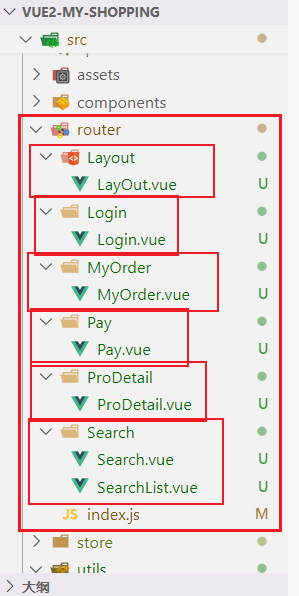 VUE2-MY-SHOPPING
src
assets
components
router
Layout
LayOut.vue U
Login
Login.vue U
MyOrder
MyOrder.vue U
Pay
Pay.vue U
ProDetail
ProDetail.vue U
Search
Search.vue U
SearchList.vue U
JS index.js M
store
utils
大纲